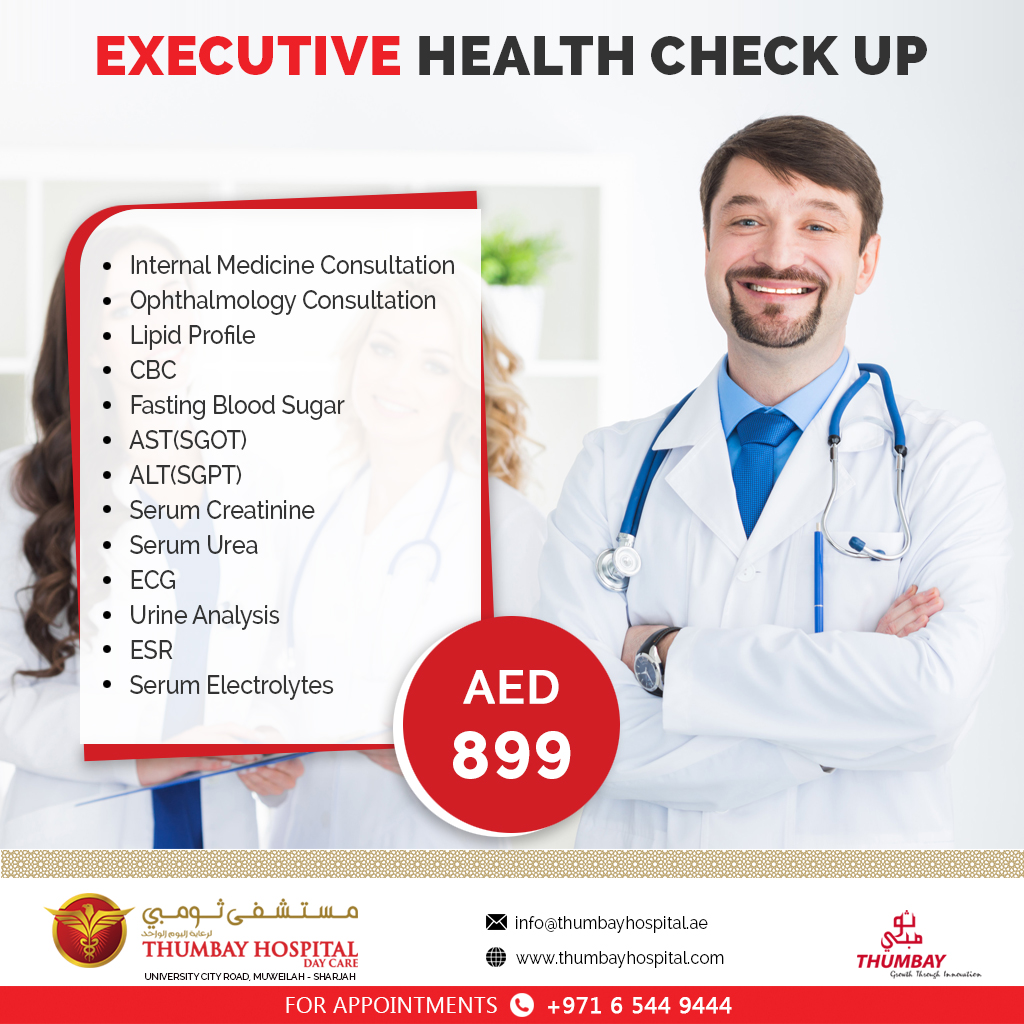 EXECUTIVE HEALTH CHECK UP
• Internal Medicine Consultation
• Ophthalmology Consultation
• Lipid Profile
• CBC
• Fasting Blood Sugar
• AST(SGOT)
• ALT(SGPT)
• Serum Creatinine
• Serum Urea
• ECG
• Urine Analysis
• ESR
• Serum Electrolytes
AED
899
مستشفى ثومبي
لرعاية اليوم الواحد
THUMBAY HOSPITAL
DAY CARE
UNIVERSITY CITY ROAD, MUWEILAH - SHARJAH
info@thumbayhospital.ae
www.thumbayhospital.com
ثومبي
THUMBAY
Growth Through Innovation
FOR APPOINTMENTS +971 6 544 9444